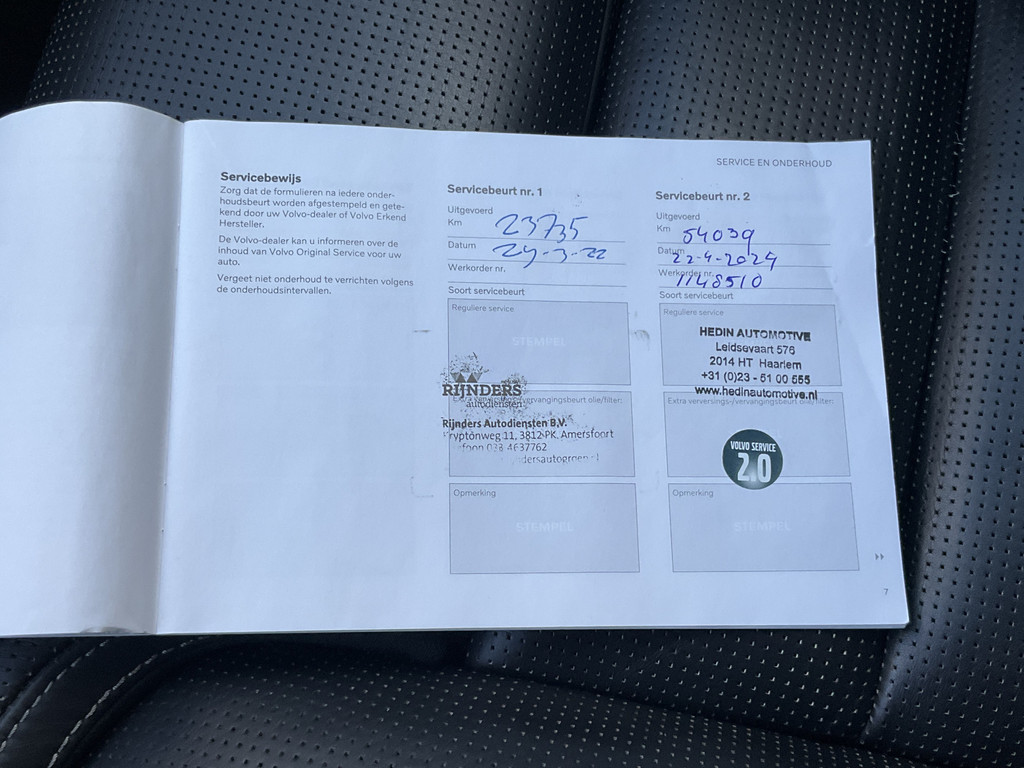 SERVICE EN ONDERHOUD
Servicebewijs
Zorg dat de formulieren na iedere onder-
houdsbeurt worden afgestempeld en gete-
kend door uw Volvo-dealer of Volvo Erkend
Hersteller.
De Volvo-dealer kan u informeren over de
inhoud van Volvo Original Service voor uw
auto.
Vergeet niet onderhoud te verrichten volgens
de onderhoudsintervallen.
Servicebeurt nr. 1
Uitgevoerd
Km 23735
Datum 29-3-22
Werkorder nr.
Soort servicebeurt
Reguliere service
STEMPEL
RIJNDERS
autodiensten
vervangingsbeurt olie/filter:
Rijnders Autodiensten B.V.
ryptonweg 11, 3812 PK Amersfoort
4637762
Opmerking
STEMPEL
Servicebeurt nr. 2
Uitgevoerd
Km 54039
Datum 22-4-2024
Werkorder nr. 1148510
Soort servicebeurt
Reguliere service
HEDIN AUTOMOTIVE
Leidsevaart 576
2014 HT Haarlem
+31 (0)23 - 51 00 555
www.hedinautomotive.nl
Extra verversings-/vervangingsbeurt olie/filter:
VOLVO SERVICE
2.0
Opmerking
STEMPEL
7